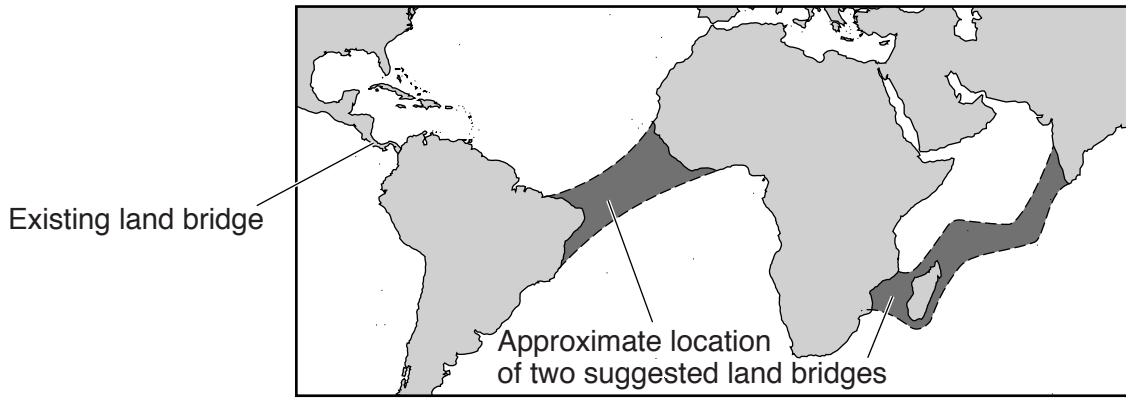 Existing land bridge
Approximate location
of two suggested land bridges